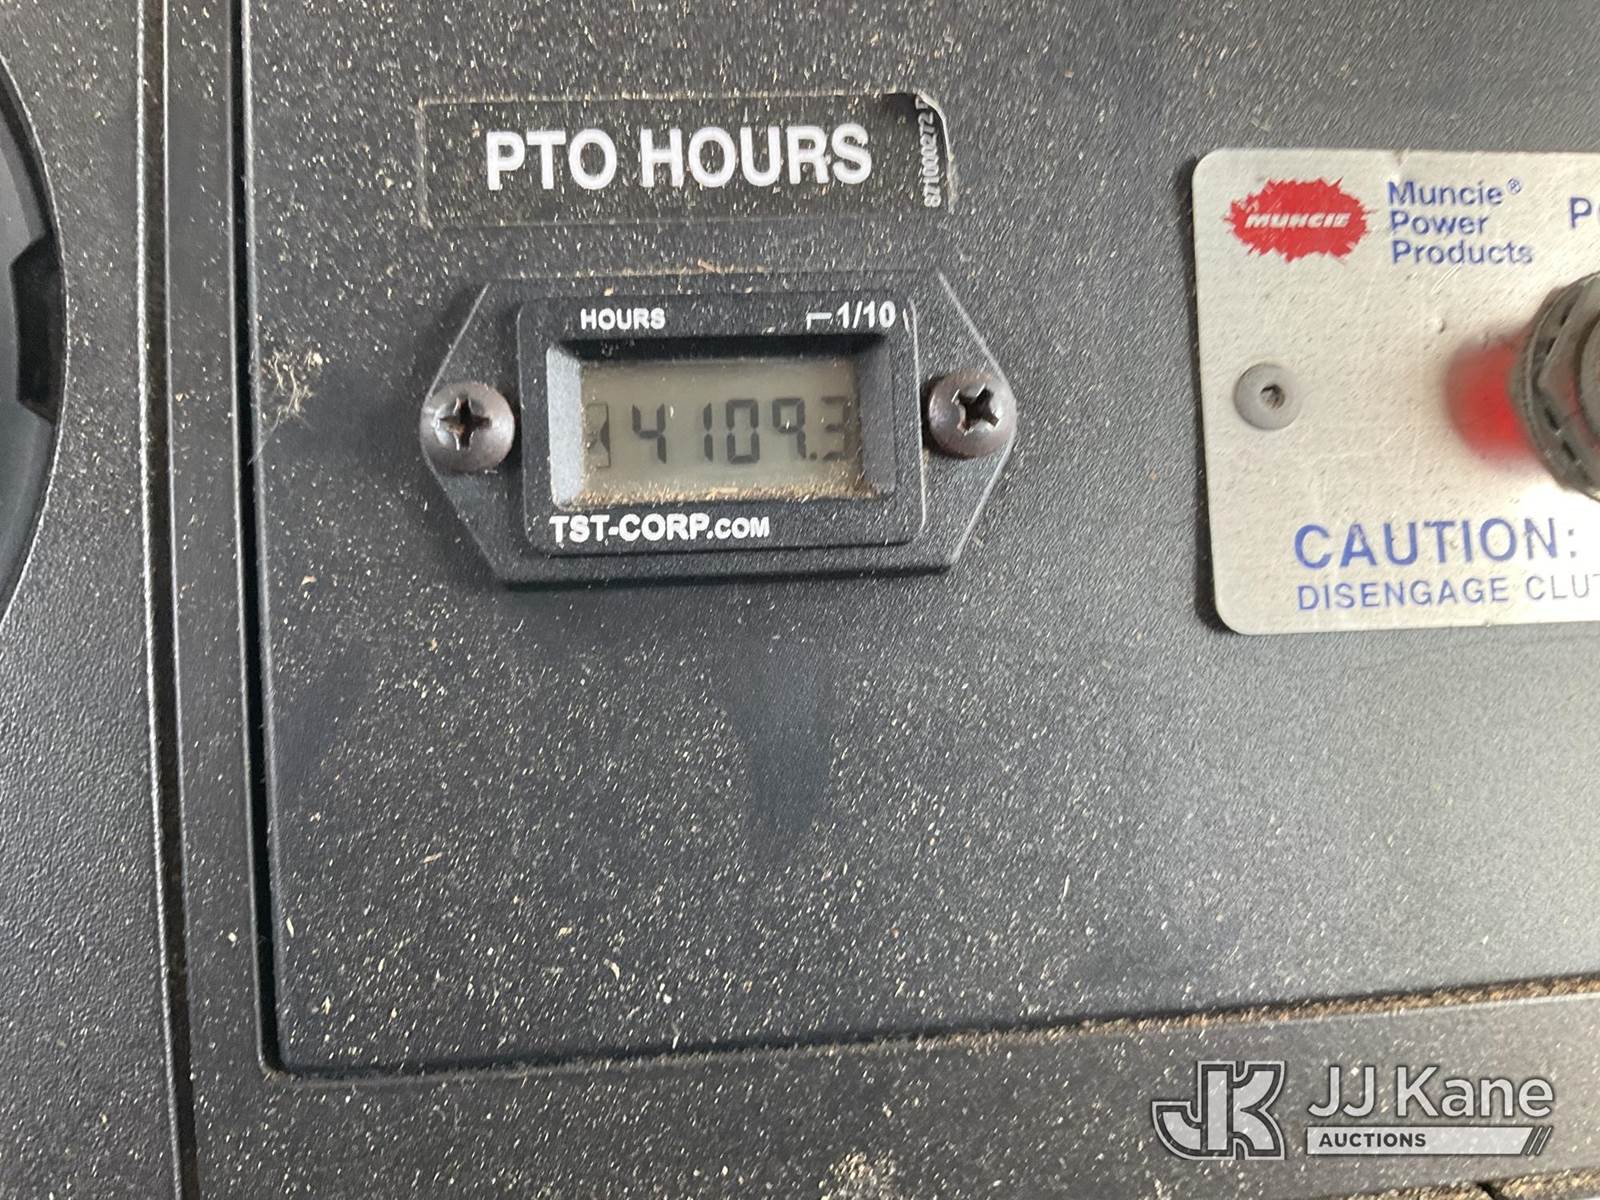 PTO HOURS
871000272
HOURS
1/10
4109.3
TST-CORP.COM
MUNCIE
Muncie®
Power
Products
CAUTION:
DISENGAGE
JK
JJ Kane
AUCTIONS